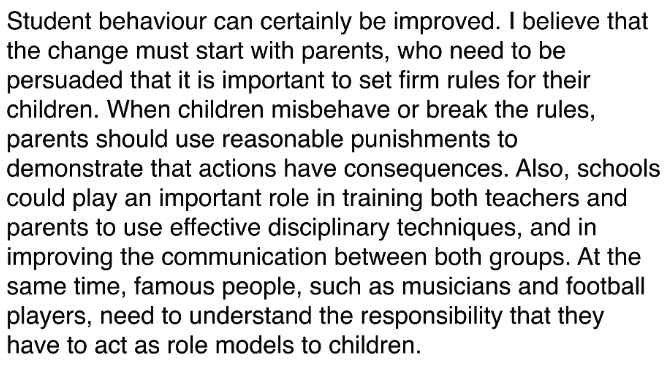 Student behaviour can certainly be improved. I believe that
the change must start with parents, who need to be
persuaded that it is important to set firm rules for their
children. When children misbehave or break the rules,
parents should use reasonable punishments to
demonstrate that actions have consequences. Also, schools
could play an important role in training both teachers and
parents to use effective disciplinary techniques, and in
improving the communication between both groups. At the
same time, famous people, such as musicians and football
players, need to understand the responsibility that they
have to act as role models to children.